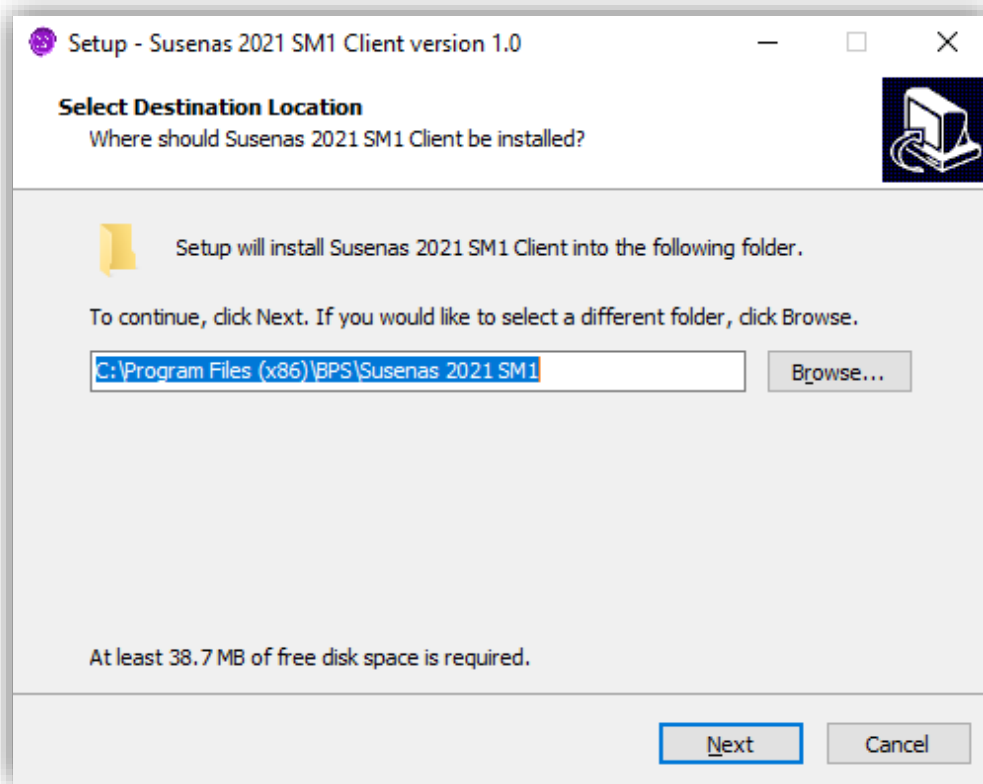 Setup - Susenas 2021 SM1 Client version 1.0
Select Destination Location
Where should Susenas 2021 SM1 Client be installed?
Setup will install Susenas 2021 SM1 Client into the following folder.
To continue, click Next. If you would like to select a different folder, click Browse.
C:\Program Files (x86)\BPS\Susenas 2021 SM1
Browse...
At least 38.7 MB of free disk space is required.
Next
Cancel